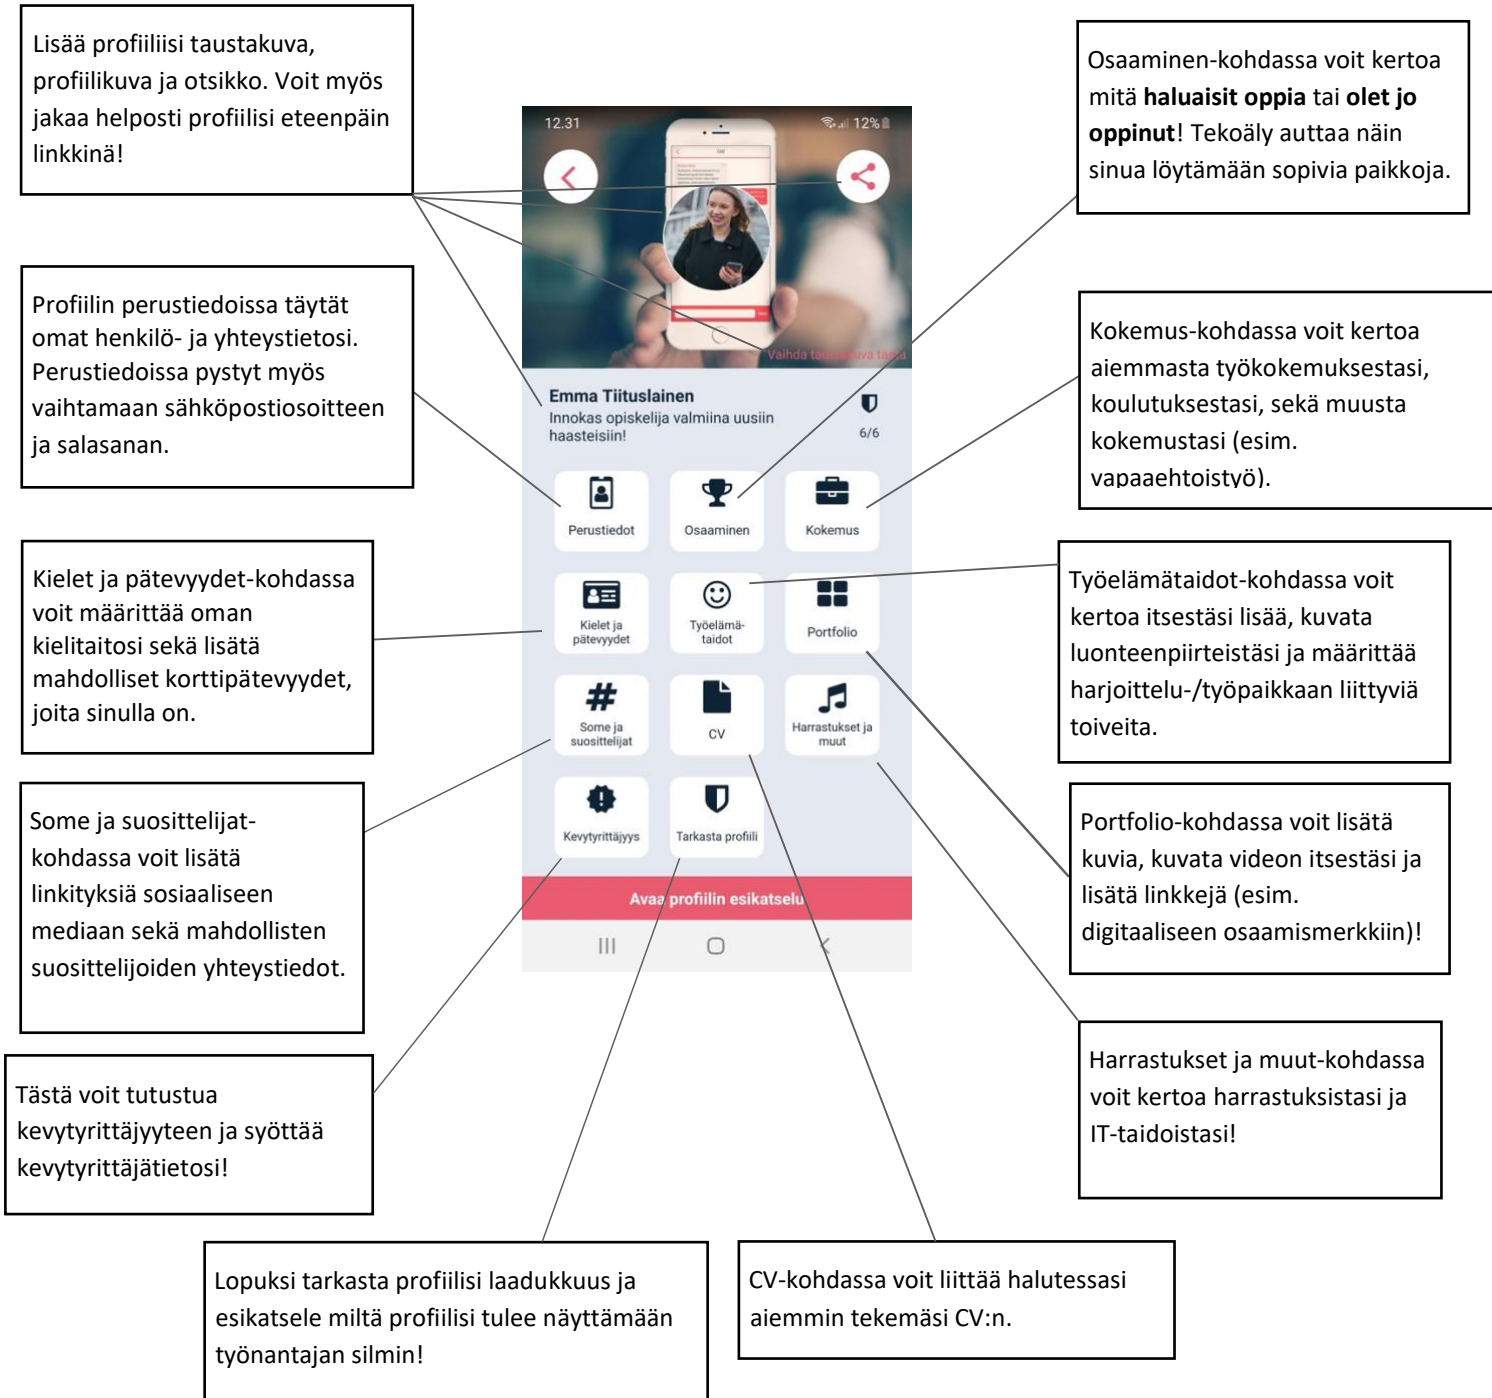 Lisää profiiliisi taustakuva,
profiilikuva ja otsikko. Voit myös
jakaa helposti profiilisi eteenpäin
linkkinä!
Profiilin perustiedoissa täytät
omat henkilö- ja yhteystietosi.
Perustiedoissa pystyt myös
vaihtamaan sähköpostiosoitteen
ja salasanan.
Kielet ja pätevyydet-kohdassa
voit määrittää oman
kielitaitosi sekä lisätä
mahdolliset korttipätevyydet,
joita sinulla on.
Some ja suosittelijat-
kohdassa voit lisätä
linkityksiä sosiaaliseen
mediaan sekä mahdollisten
suosittelijoiden yhteystiedot.
Tästä voit tutustua
kevytyrittäjyyteen ja syöttää
kevytyrittäjätietosi!
12.31
12%
Vaihda taustakuva tästä
Emma Tiituslainen
Innokas opiskelija valmiina uusiin
haasteisiin!
6/6
Perustiedot
Osaaminen
Kokemus
Kielet ja
pätevyydet
Työelämä-
taidot
Portfolio
Some ja
suosittelijat
CV
Harrastukset ja
muut
Kevytyrittäjyys
Tarkasta profiili
Avaa profiilin esikatselu
Osaaminen-kohdassa voit kertoa
mitä haluaisit oppia tai olet jo
oppinut! Tekoäly auttaa näin
sinua löytämään sopivia paikkoja.
Kokemus-kohdassa voit kertoa
aiemmasta työkokemuksestasi,
koulutuksestasi, sekä muusta
kokemustasi (esim.
vapaaehtoistyö).
Työelämätaidot-kohdassa voit
kertoa itsestäsi lisää, kuvata
luonteenpiirteistäsi ja määrittää
harjoittelu-/työpaikkaan liittyviä
toiveita.
Portfolio-kohdassa voit lisätä
kuvia, kuvata videon itsestäsi ja
lisätä linkkejä (esim.
digitaaliseen osaamismerkkiin)!
Harrastukset ja muut-kohdassa
voit kertoa harrastuksistasi ja
IT-taidoistasi!
Lopuksi tarkasta profiilisi laadukkuus ja
esikatsele miltä profiilisi tulee näyttämään
työnantajan silmin!
CV-kohdassa voit liittää halutessasi
aiemmin tekemäsi CV:n.